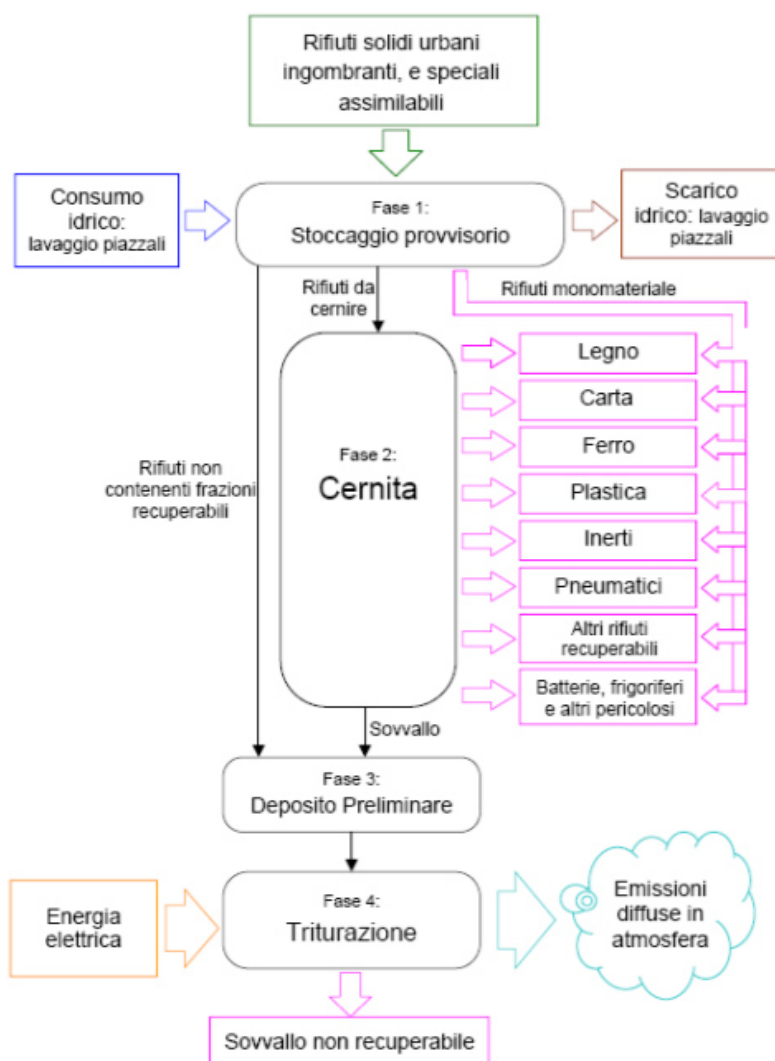 Rifiuti solidi urbani
ingombranti, e speciali
assimilabili
Consumo
idrico:
lavaggio piazzali
Fase 1:
Stoccaggio provvisorio
Scarico
idrico: lavaggio
piazzali
Rifiuti da
cernire
Rifiuti monomateriale
Legno
Carta
Ferro
Plastica
Inerti
Pneumatici
Altri rifiuti
recuperabili
Batterie, frigoriferi
e altri pericolosi
Fase 2:
Cernita
Rifiuti non
contenenti frazioni
recuperabili
Sovvallo
Fase 3:
Deposito Preliminare
Energia
elettrica
Fase 4:
Triturazione
Emissioni
diffuse in
atmosfera
Sovvallo non recuperabile